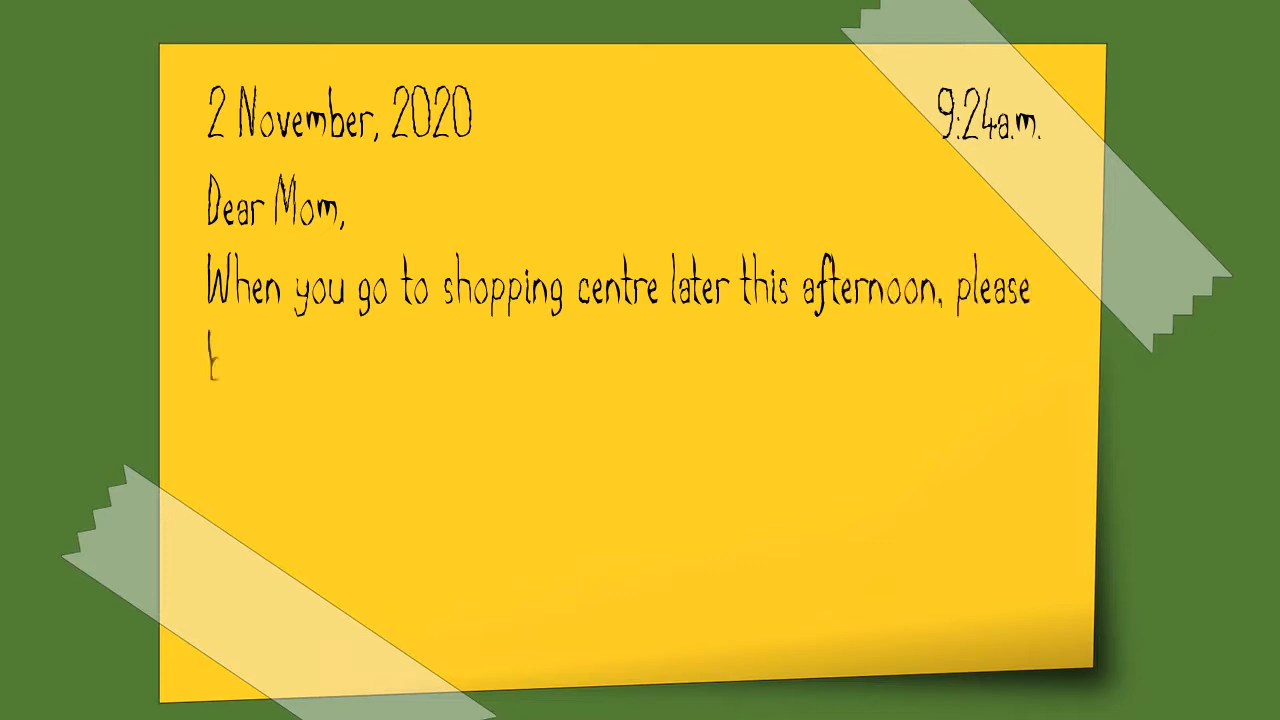 2 November, 2020 9:24a.m.
Dear Mom,
When you go to shopping centre later this afternoon, please